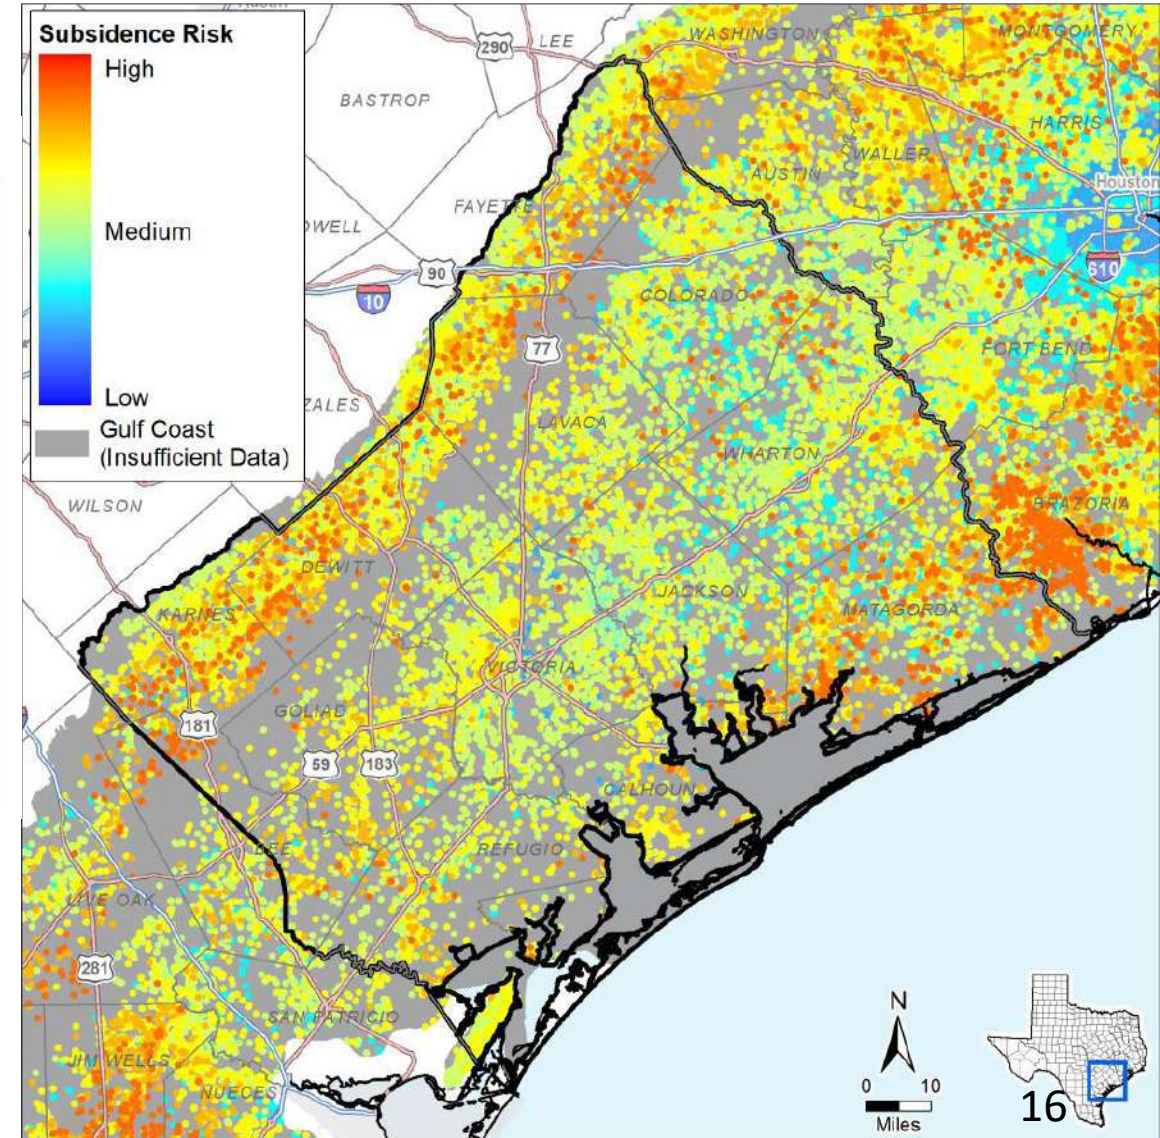 Subsidence Risk
High
Medium
Low
Gulf Coast
(Insufficient Data)
290
LEE
WASHINGTON
MONTGOMERY
BASTROP
HARRIS
WALLER
AUSTIN
Houston
FAYETTE
90
610
10
COLORADO
77
FORT BEND
ZALES
LAVACA
WHARTON
WILSON
BRAZORIA
DEWITT
JACKSON
KARNES
MATAGORDA
VICTORIA
GOLIAD
181
59
183
CALHOUN
BEE
REFUGIO
LIVE OAK
281
SAN PATRICIO
JIM WELLS
NUECES
N
0 10
Miles
16